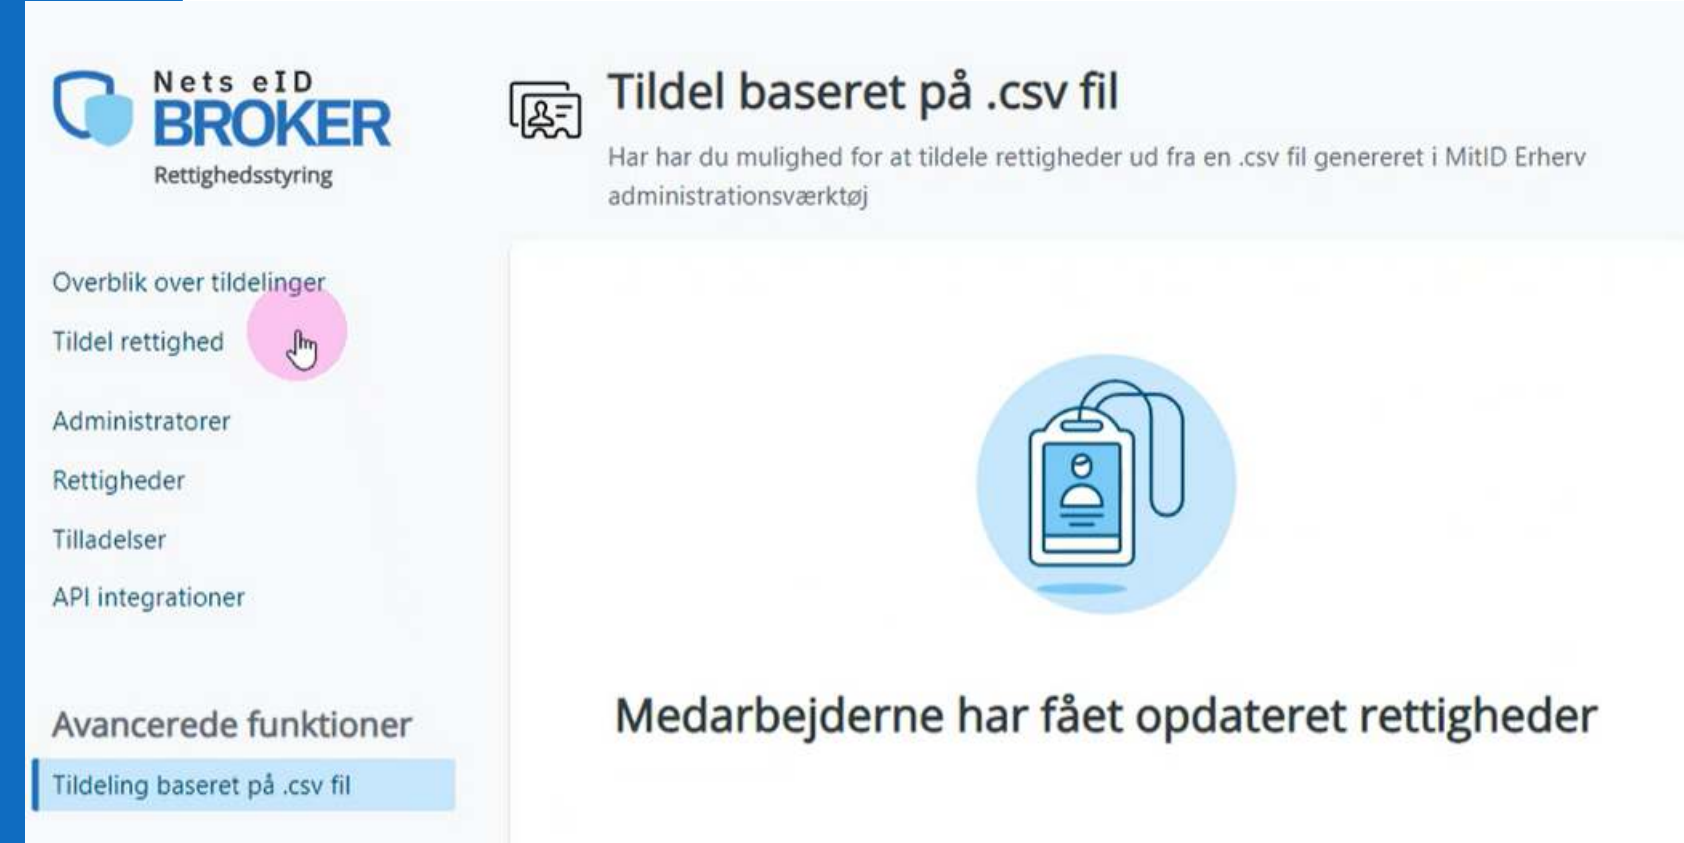 Nets eID
BROKER
Rettighedsstyring
Tildel baseret på .csv fil
Har har du mulighed for at tildele rettigheder ud fra en .csv fil genereret i MitID Erherv
administrationsværktøj
Overblik over tildelinger
Tildel rettighed
Administratorer
Rettigheder
Tilladelser
API integrationer
Avancerede funktioner
Tildeling baseret på .csv fil
Medarbejderne har fået opdateret rettigheder